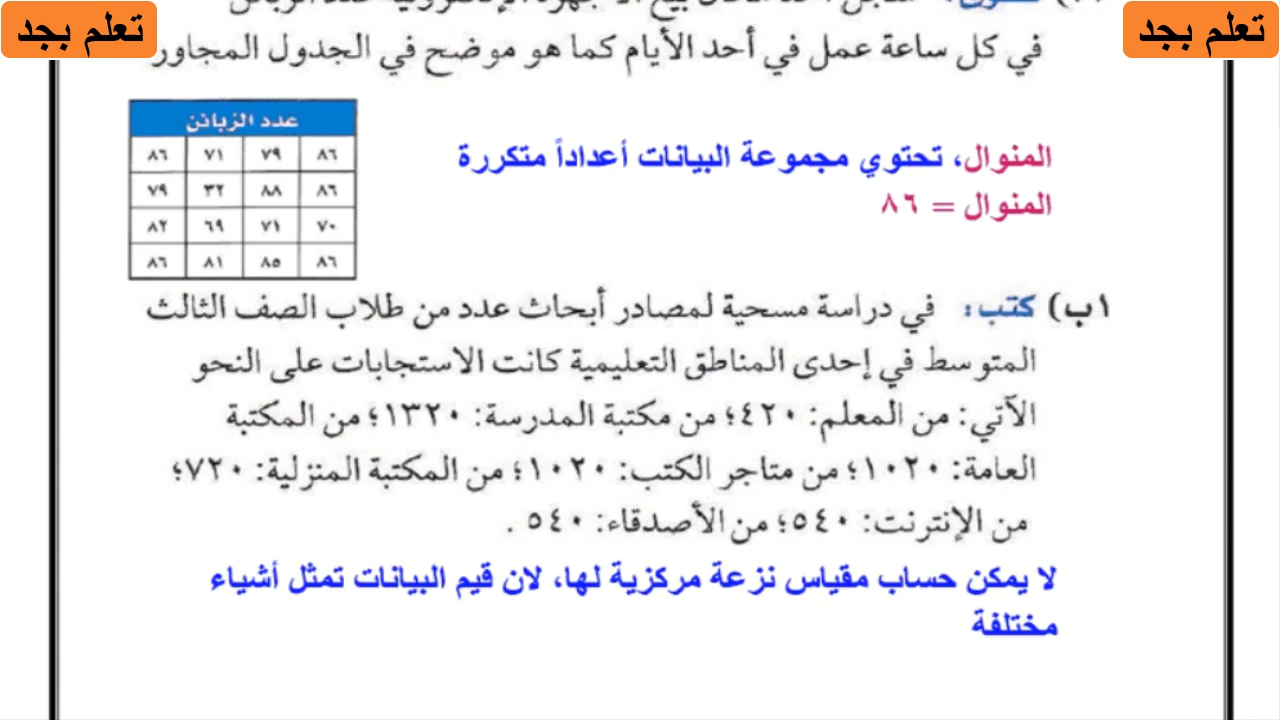 تعلم بجد
تعلم بجد
في كل ساعة عمل في أحد الأيام كما هو موضح في الجدول المجاور
عدد الزبائن
٨٦ ٧٩ ٧١ ٨٦
٨٦ ٨٨ ٣٢ ٧٩
٧٠ ٧١ ٦٩ ٨٢
٨٦ ٨٥ ٨١ ٨٦
المنوال، تحتوي مجموعة البيانات أعداداً متكررة
المنوال = ٨٦
١ب) كتب: في دراسة مسحية لمصادر أبحاث عدد من طلاب الصف الثالث
المتوسط في إحدى المناطق التعليمية كانت الاستجابات على النحو
الآتي: من المعلم: ٤٢٠؛ من مكتبة المدرسة: ١٣٢٠؛ من المكتبة
العامة: ١٠٢٠؛ من متاجر الكتب: ١٠٢٠؛ من المكتبة المنزلية: ٧٢٠؛
من الإنترنت: ٥٤٠؛ من الأصدقاء: ٥٤٠ .
لا يمكن حساب مقياس نزعة مركزية لها، لان قيم البيانات تمثل أشياء
مختلفة